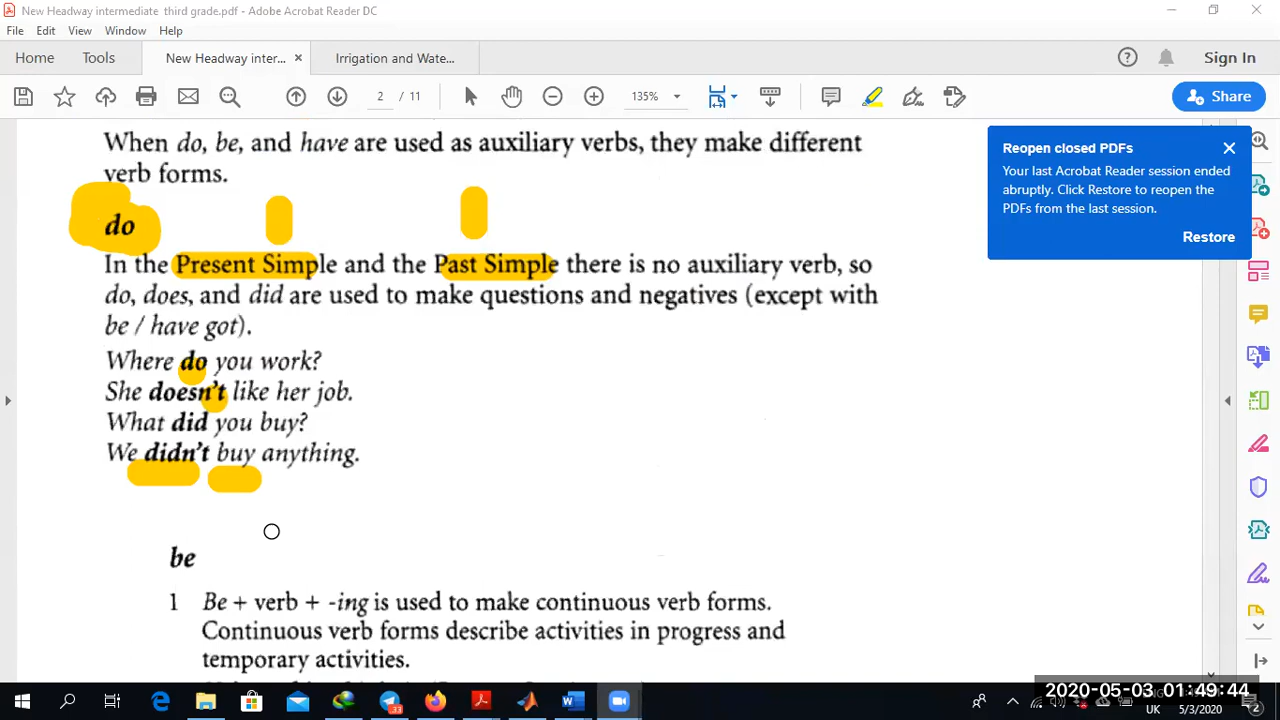 New Headway intermediate  third grade.pdf - Adobe Acrobat Reader DC
File Edit View Window Help
Home Tools New Headway inter... × Irrigation and Wate... Sign In
2 / 11 135% Share
When do, be, and have are used as auxiliary verbs, they make different
verb forms.
do
In the Present Simple and the Past Simple there is no auxiliary verb, so
do, does, and did are used to make questions and negatives (except with
be / have got).
Where do you work?
She doesn't like her job.
What did you buy?
We didn't buy anything.
be
1 Be + verb + -ing is used to make continuous verb forms.
Continuous verb forms describe activities in progress and
temporary activities.
Reopen closed PDFs
Your last Acrobat Reader session ended
abruptly. Click Restore to reopen the
PDFs from the last session.
Restore
33
2020-05-03 01:49:44
UK 5/3/2020 2